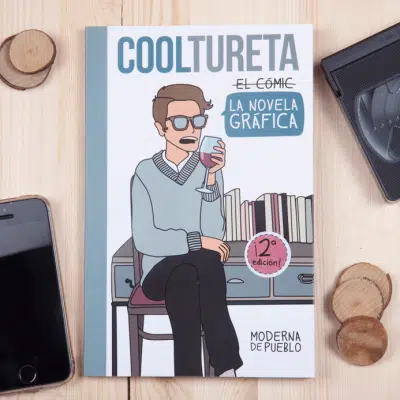 COOLTURETA
EL CÓMIC
LA NOVELA
GRÁFICA
¡2ª
edición!
MODERNA
DE PUEBLO